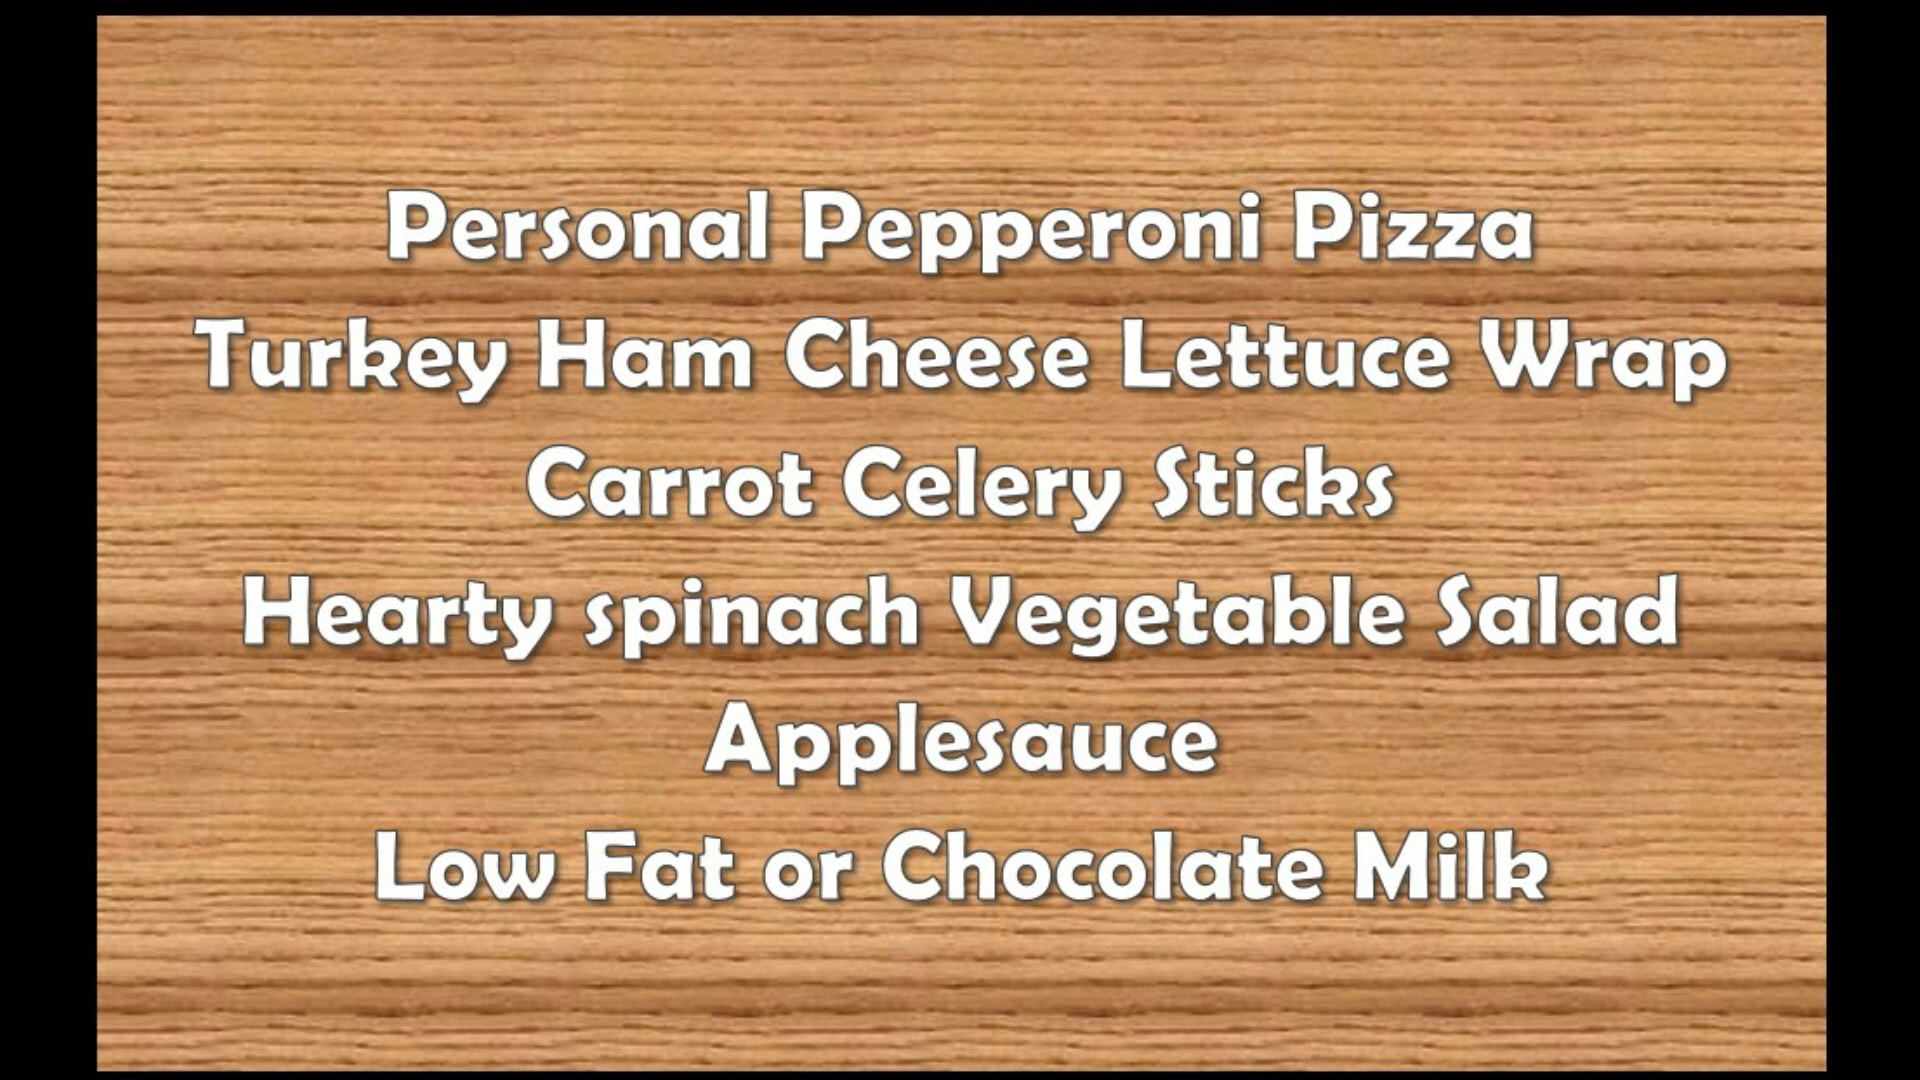 Personal Pepperoni Pizza
Turkey Ham Cheese Lettuce Wrap
Carrot Celery Sticks
Hearty spinach Vegetable Salad
Applesauce
Low Fat or Chocolate Milk